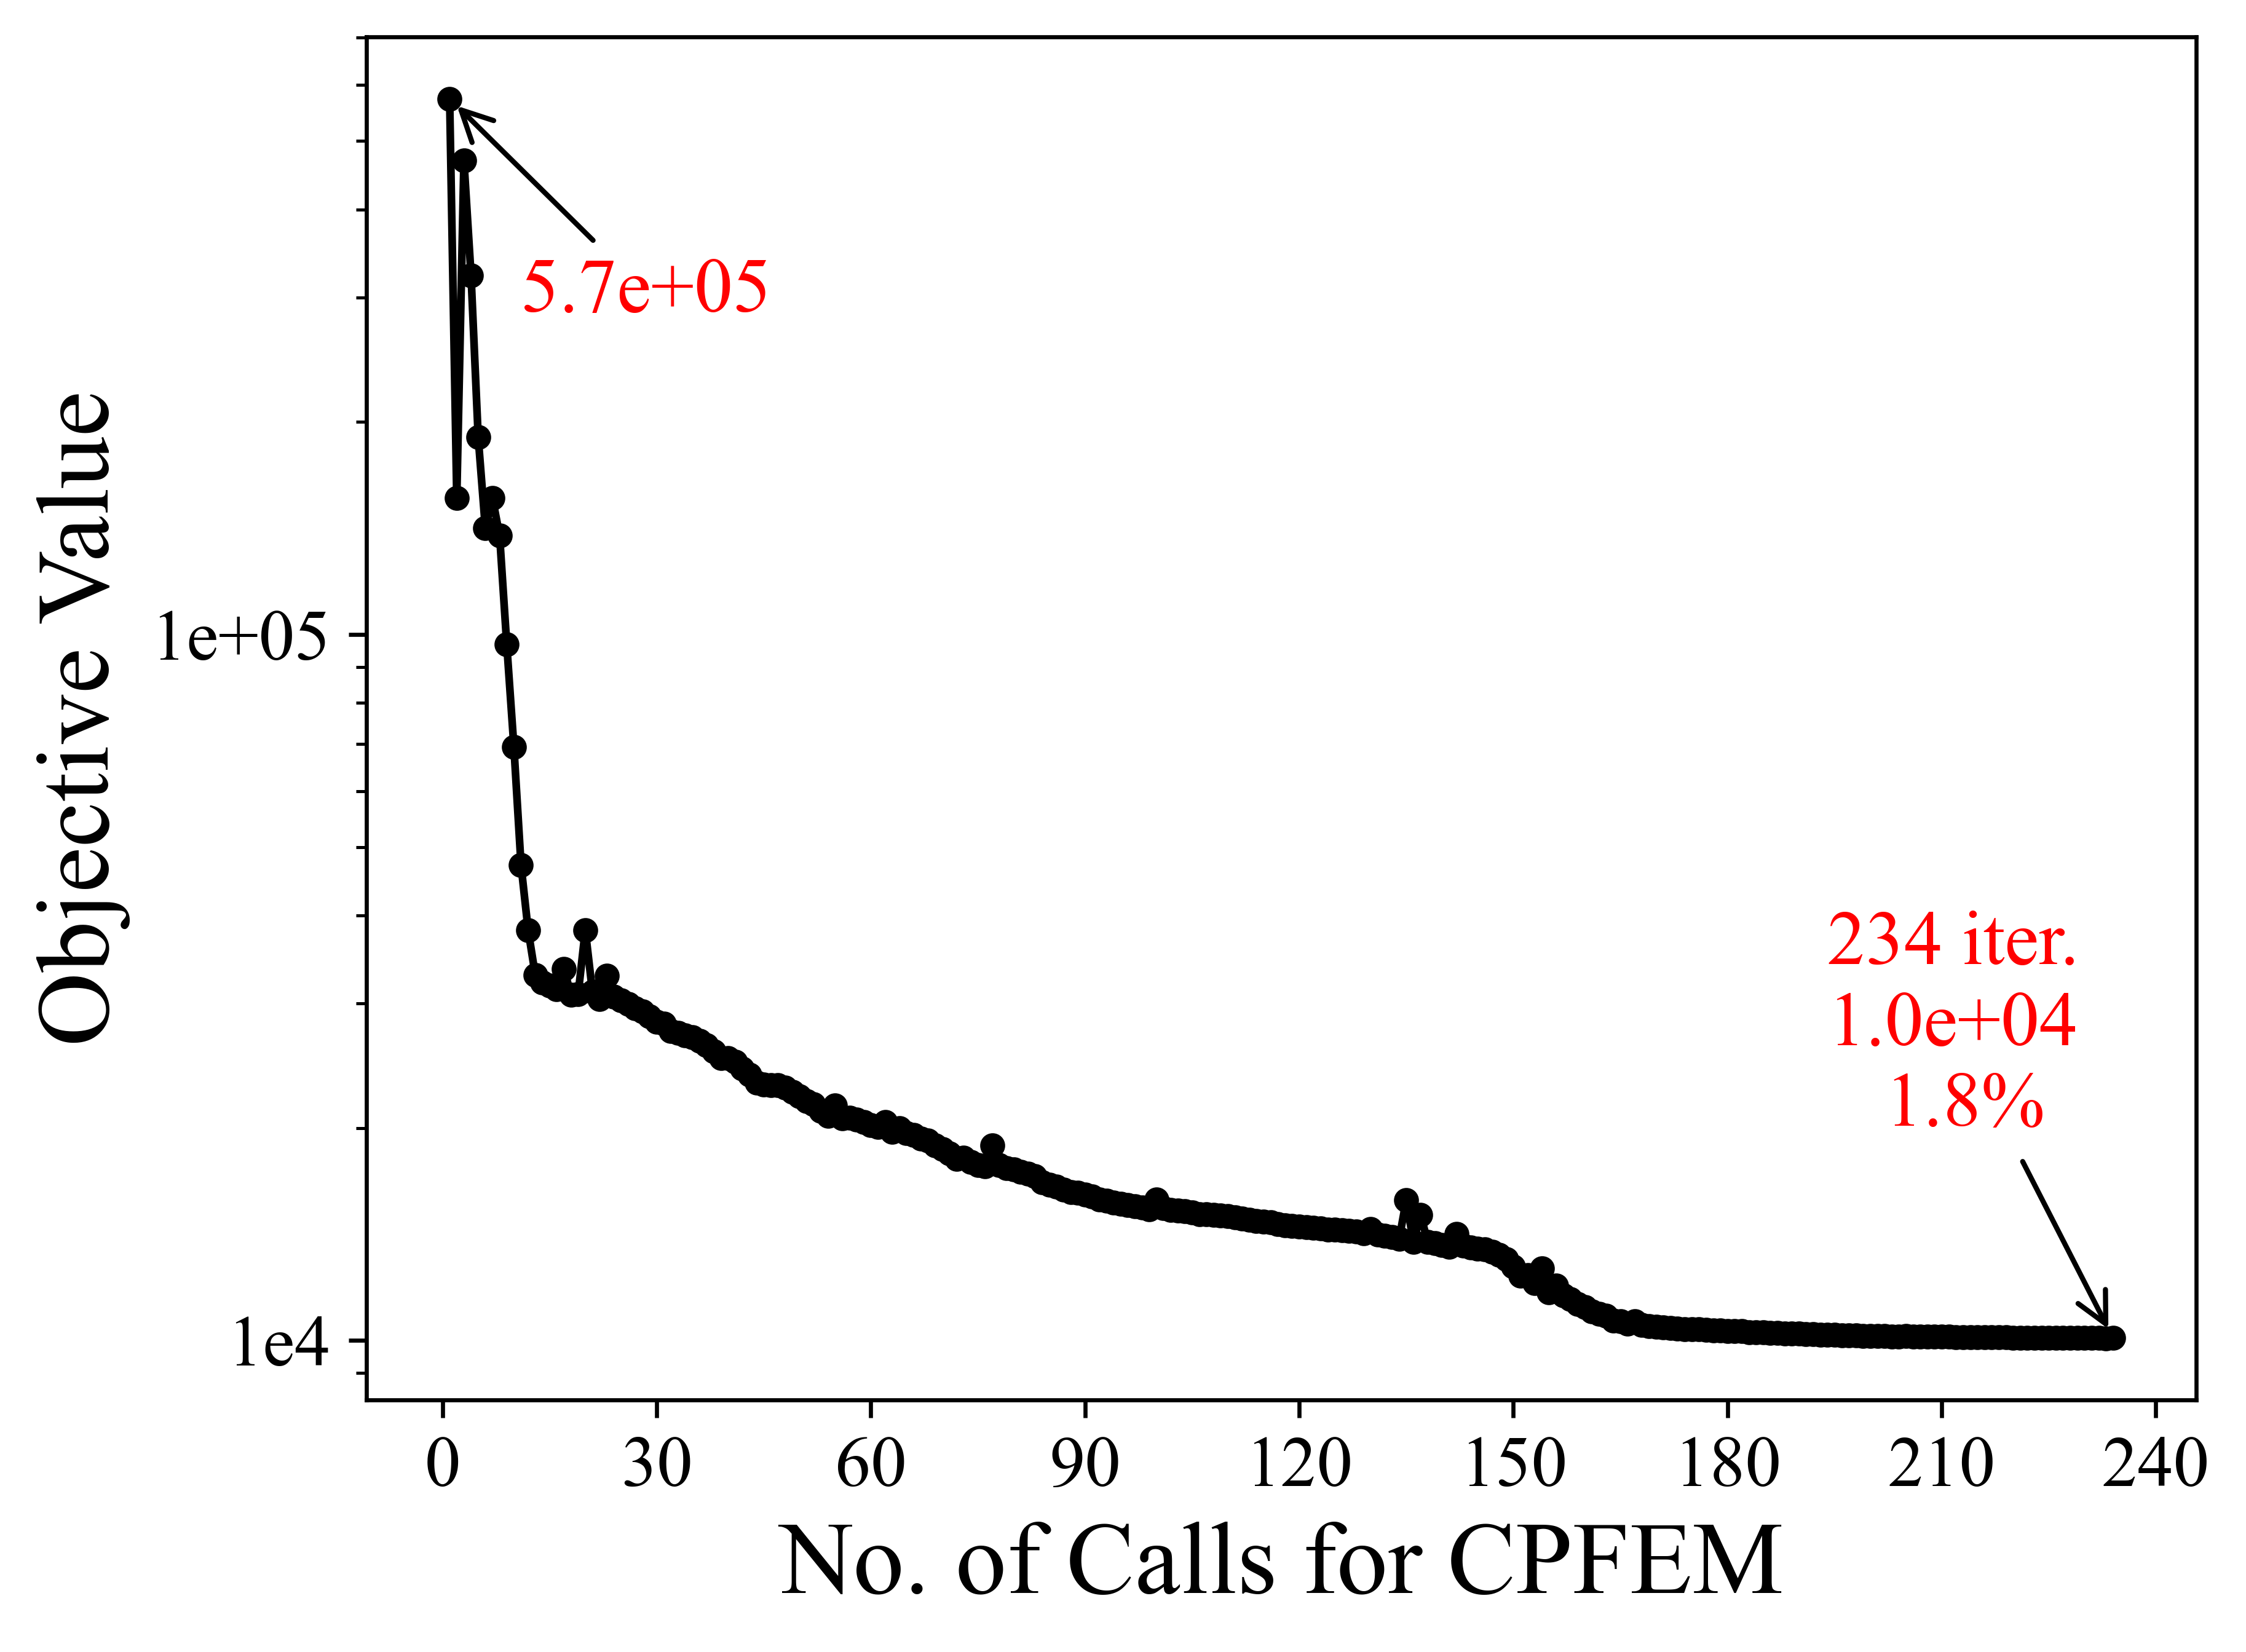 5.7e+05
Objective Value
1e+05
234 iter.
1.0e+04
1.8%
1e4
0 30 60 90 120 150 180 210 240
No. of Calls for CPFEM